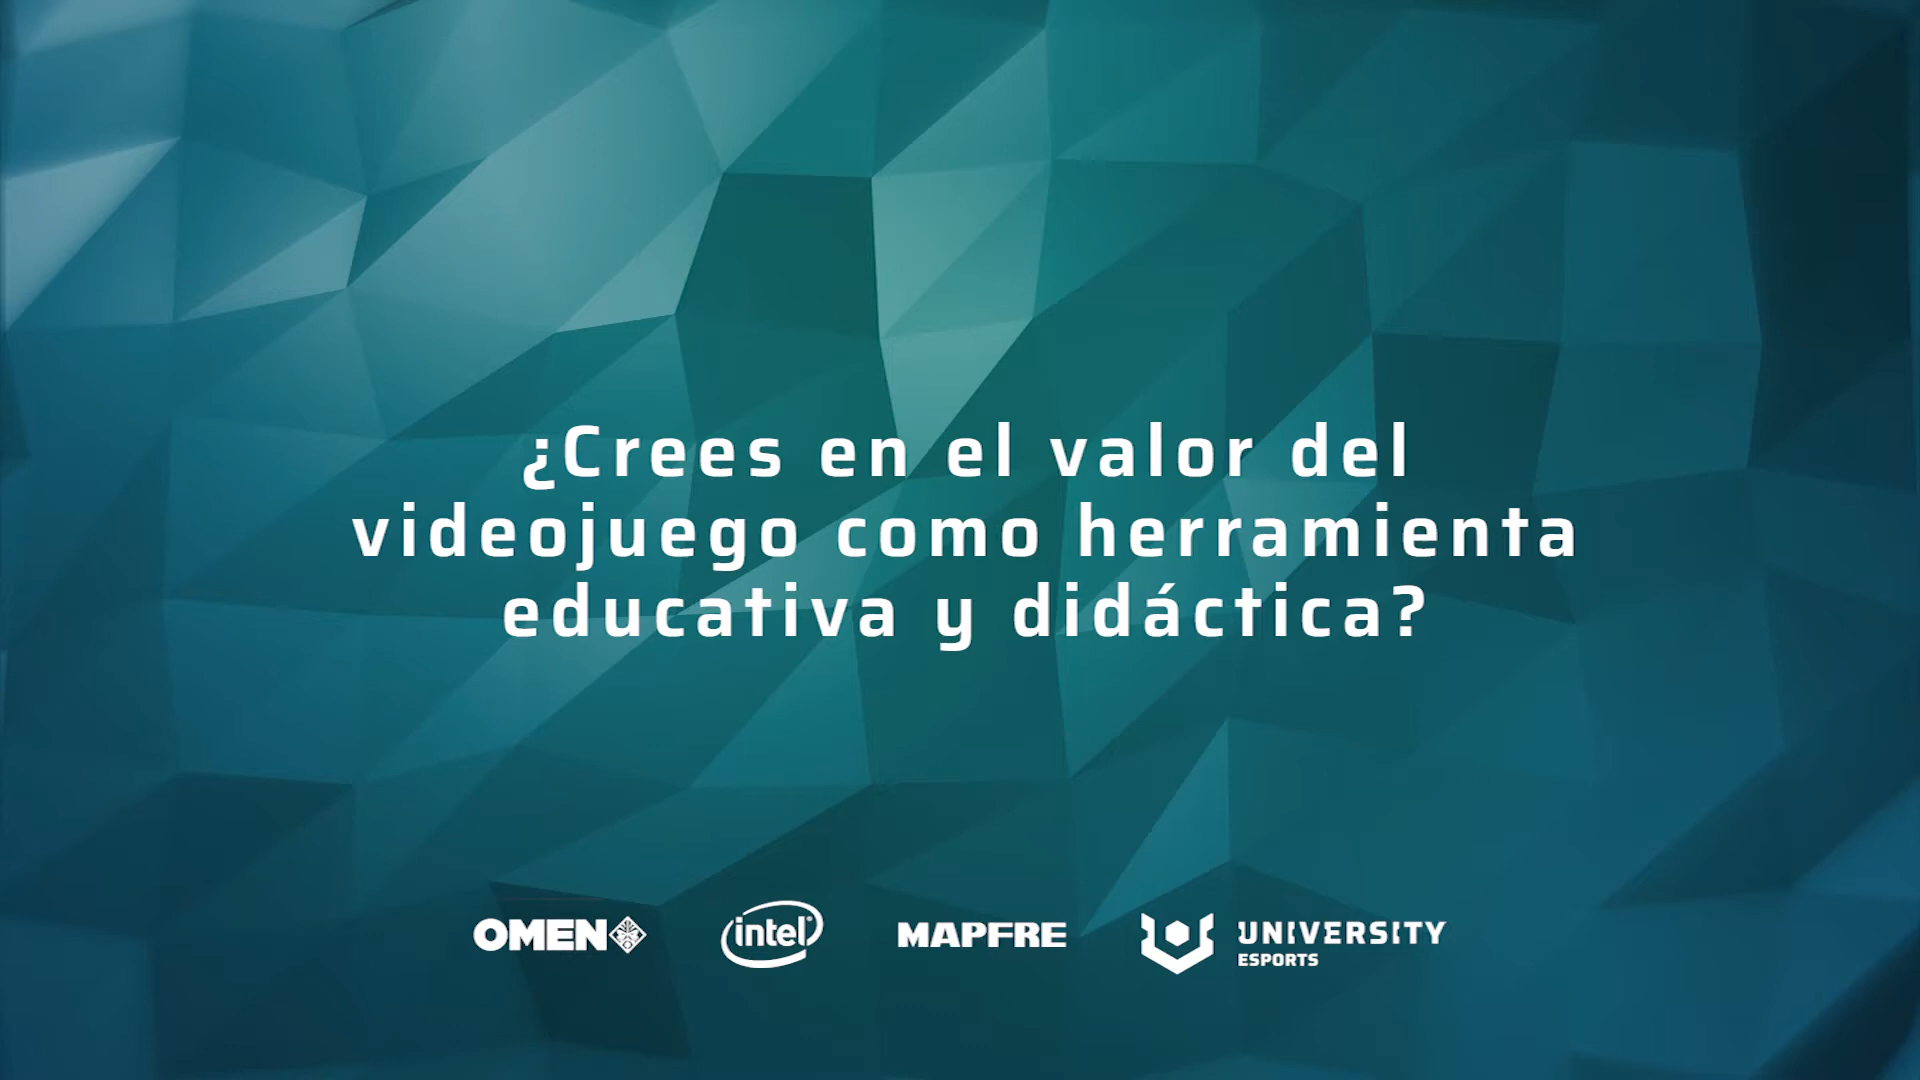 ¿Crees en el valor del
videojuego como herramienta
educativa y didáctica?
OMEN
intel
MAPFRE
UNIVERSITY
ESPORTS